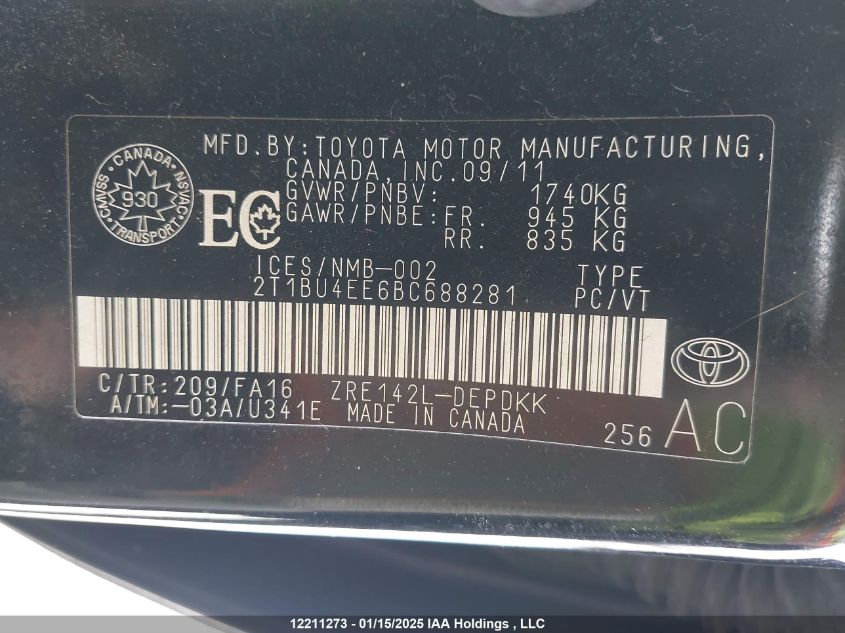 MFD.BY:TOYOTA MOTOR MANUFACTURING,
CANADA,INC.09/11
GVWR/PNBV: 1740KG
GAWR/PNBE:FR. 945 KG
RR. 835 KG
CANADA
CMVSS 930 NSVAC
TRANSPORT
EC
ICES/NMB-002
2T1BU4EE6BC688281
TYPE
PC/VT
C/TR:209/FA16 ZRE142L-DEPDKK
A/TM:-03A/U341E MADE IN CANADA
256 AC
12211273 - 01/15/2025 IAA Holdings , LLC